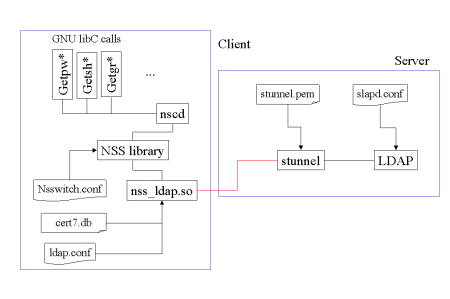 GNU libC calls
Client
Getpw*
Getsh*
Getgr*
...
Server
nscd
stunnel.pem
slapd.conf
NSS library
stunnel
LDAP
Nsswitch.conf
nss_ldap.so
cert7.db
ldap.conf